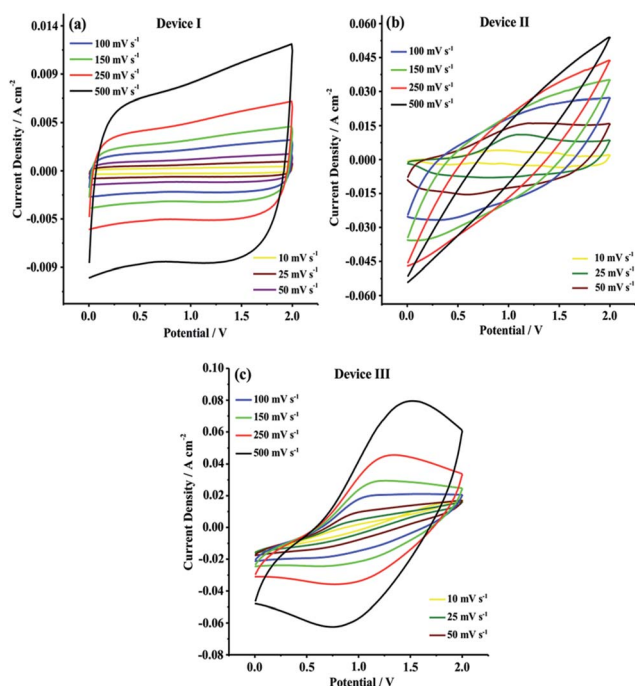 (a) Device I
100 mV s⁻¹
150 mV s⁻¹
250 mV s⁻¹
500 mV s⁻¹
10 mV s⁻¹
25 mV s⁻¹
50 mV s⁻¹
0.014
0.009
0.005
0.000
-0.005
-0.009
0.0 0.5 1.0 1.5 2.0
Current Density / A cm⁻²
Potential / V
(b) Device II
100 mV s⁻¹
150 mV s⁻¹
250 mV s⁻¹
500 mV s⁻¹
10 mV s⁻¹
25 mV s⁻¹
50 mV s⁻¹
0.060
0.045
0.030
0.015
0.000
-0.015
-0.030
-0.045
-0.060
0.0 0.5 1.0 1.5 2.0
Current Density / A cm⁻²
Potential / V
(c) Device III
100 mV s⁻¹
150 mV s⁻¹
250 mV s⁻¹
500 mV s⁻¹
10 mV s⁻¹
25 mV s⁻¹
50 mV s⁻¹
0.10
0.08
0.06
0.04
0.02
0.00
-0.02
-0.04
-0.06
-0.08
0.0 0.5 1.0 1.5 2.0
Current Density / A cm⁻²
Potential / V